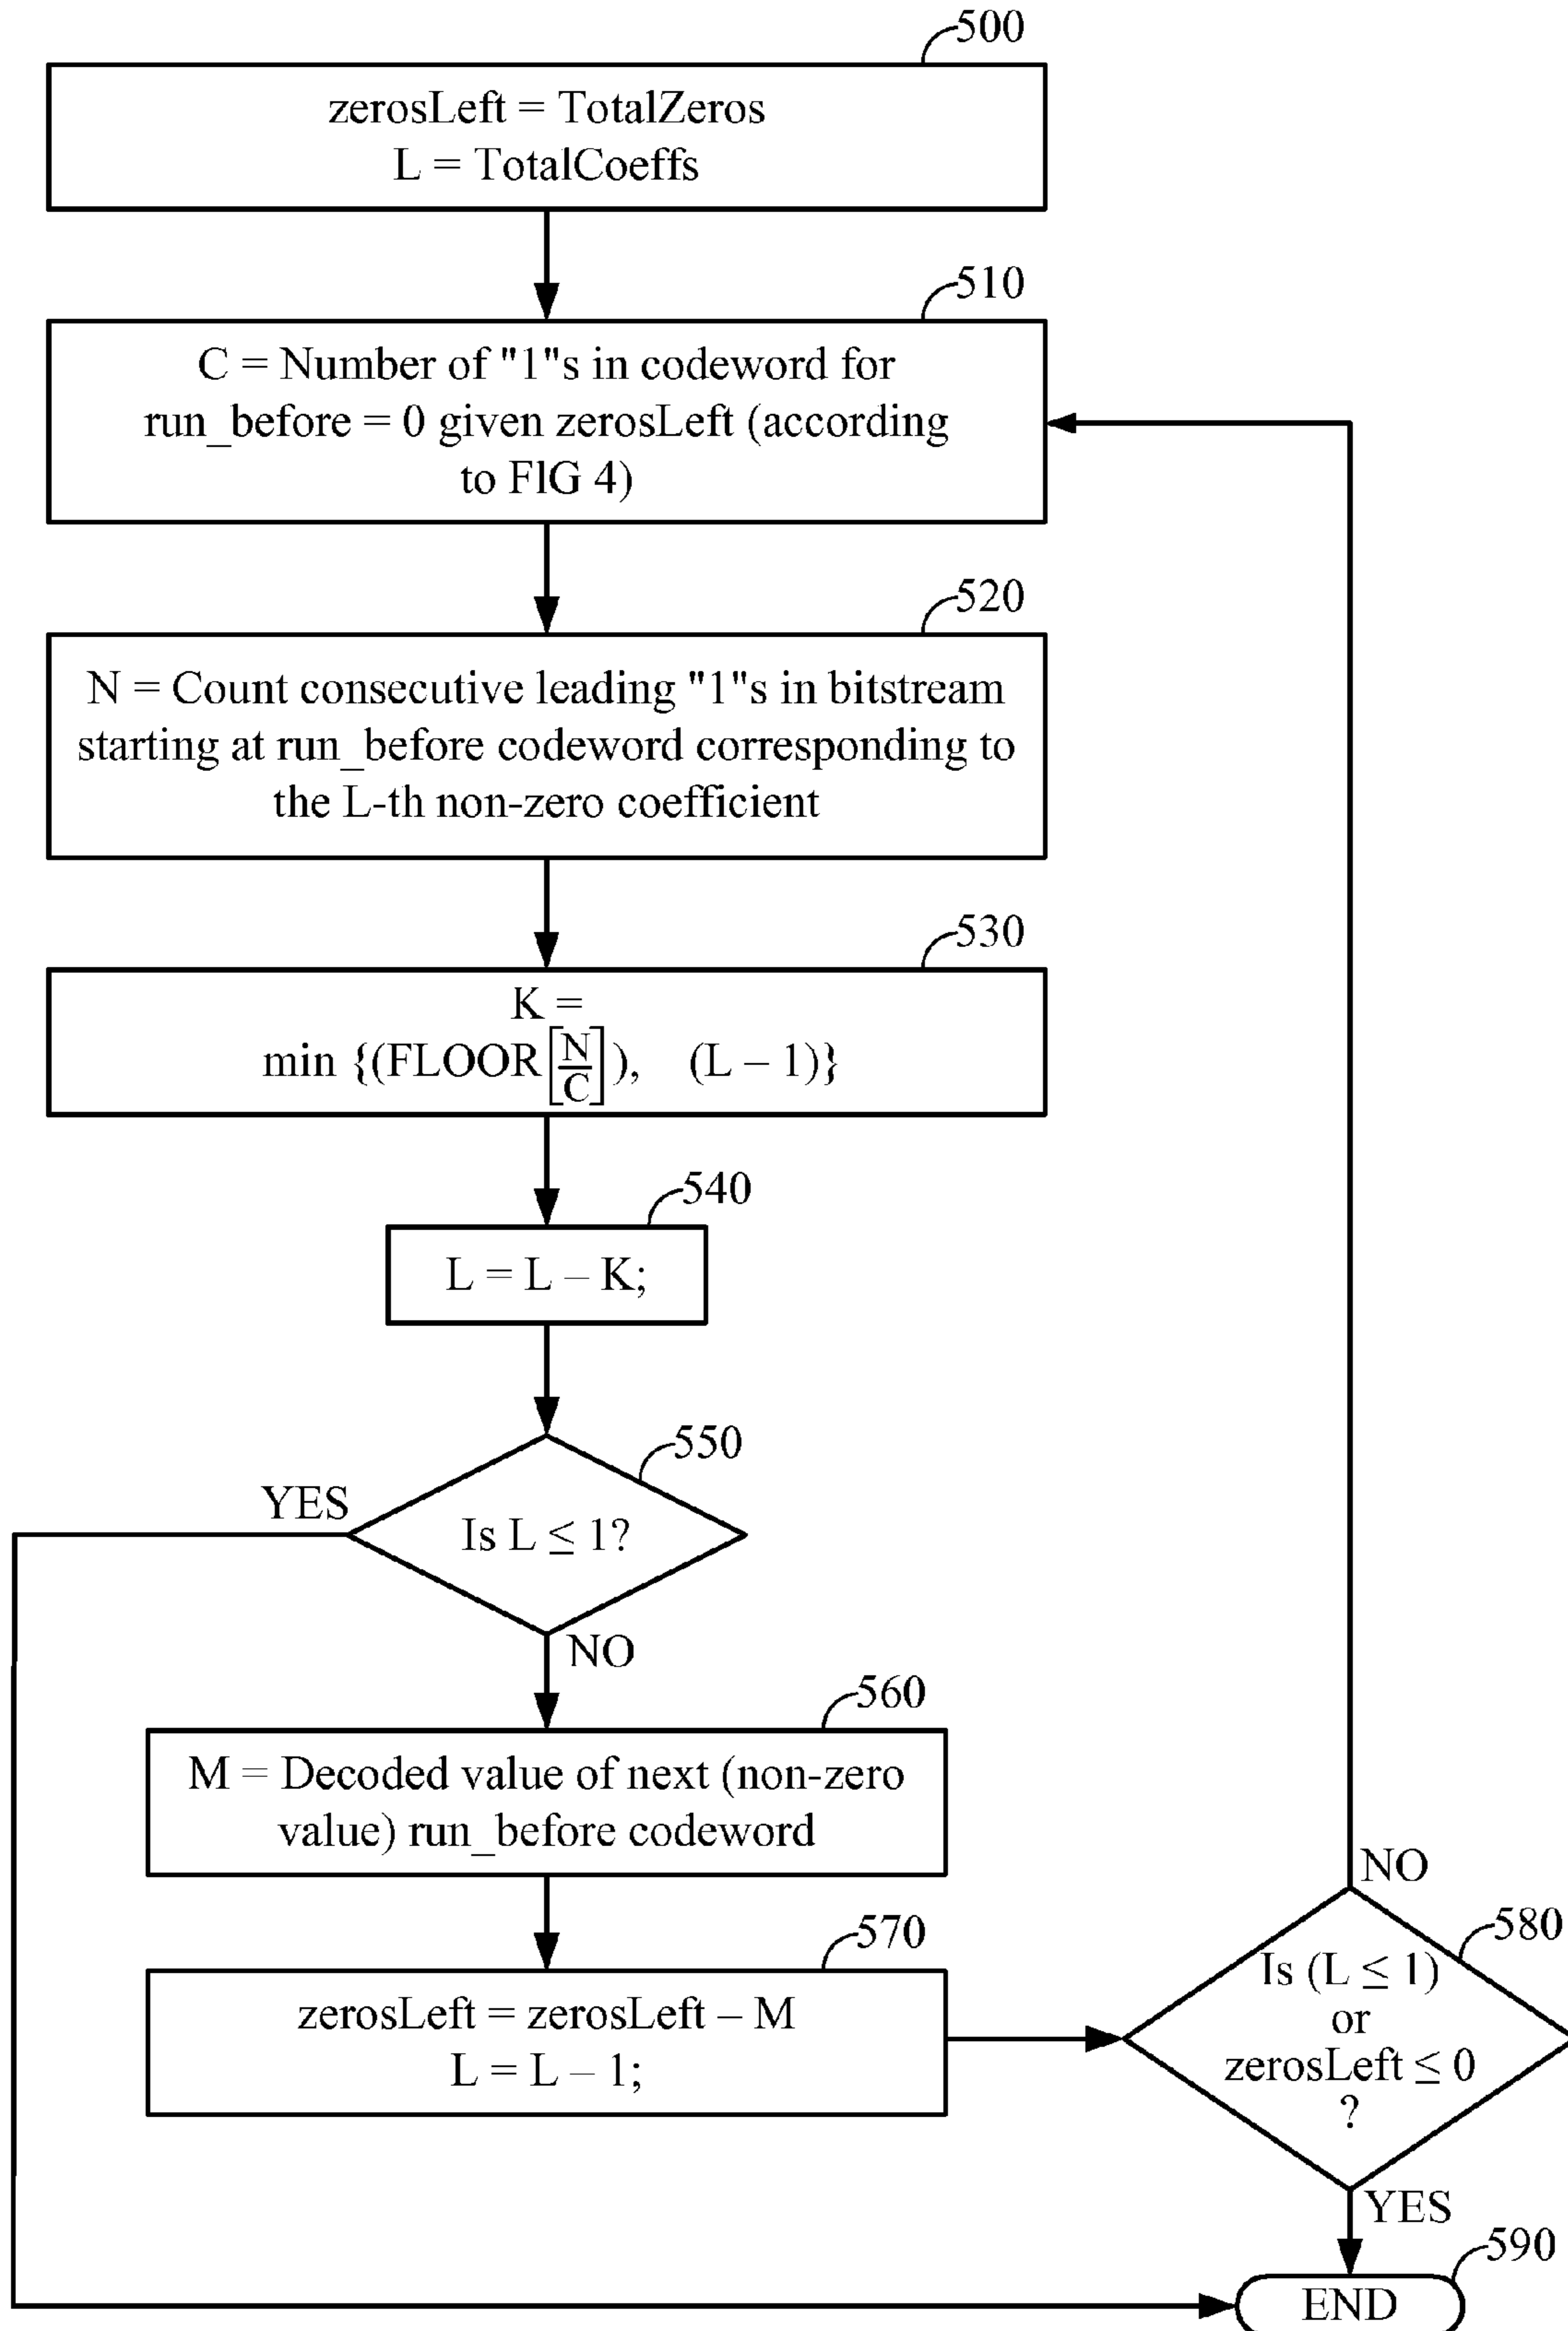 500
zerosLeft = TotalZeros
L = TotalCoeffs
510
C = Number of "1"s in codeword for
run_before = 0 given zerosLeft (according
to FIG 4)
520
N = Count consecutive leading "1"s in bitstream
starting at run_before codeword corresponding to
the L-th non-zero coefficient
530
K =
min {(FLOOR[N/C]), (L – 1)}
540
L = L – K;
550
YES
Is L ≤ 1?
NO
560
M = Decoded value of next (non-zero
value) run_before codeword
570
zerosLeft = zerosLeft – M
L = L – 1;
NO
580
Is (L ≤ 1)
or
zerosLeft ≤ 0
?
YES
590
END